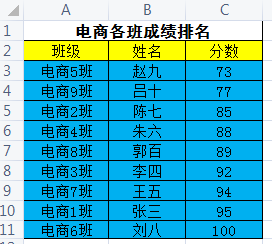 A B C
1 电商各班成绩排名
2 班级 姓名 分数
3 电商5班 赵九 73
4 电商9班 吕十 77
5 电商2班 陈七 85
6 电商4班 朱六 88
7 电商8班 郭百 89
8 电商3班 李四 92
9 电商7班 王五 94
10 电商1班 张三 95
11 电商6班 刘八 100